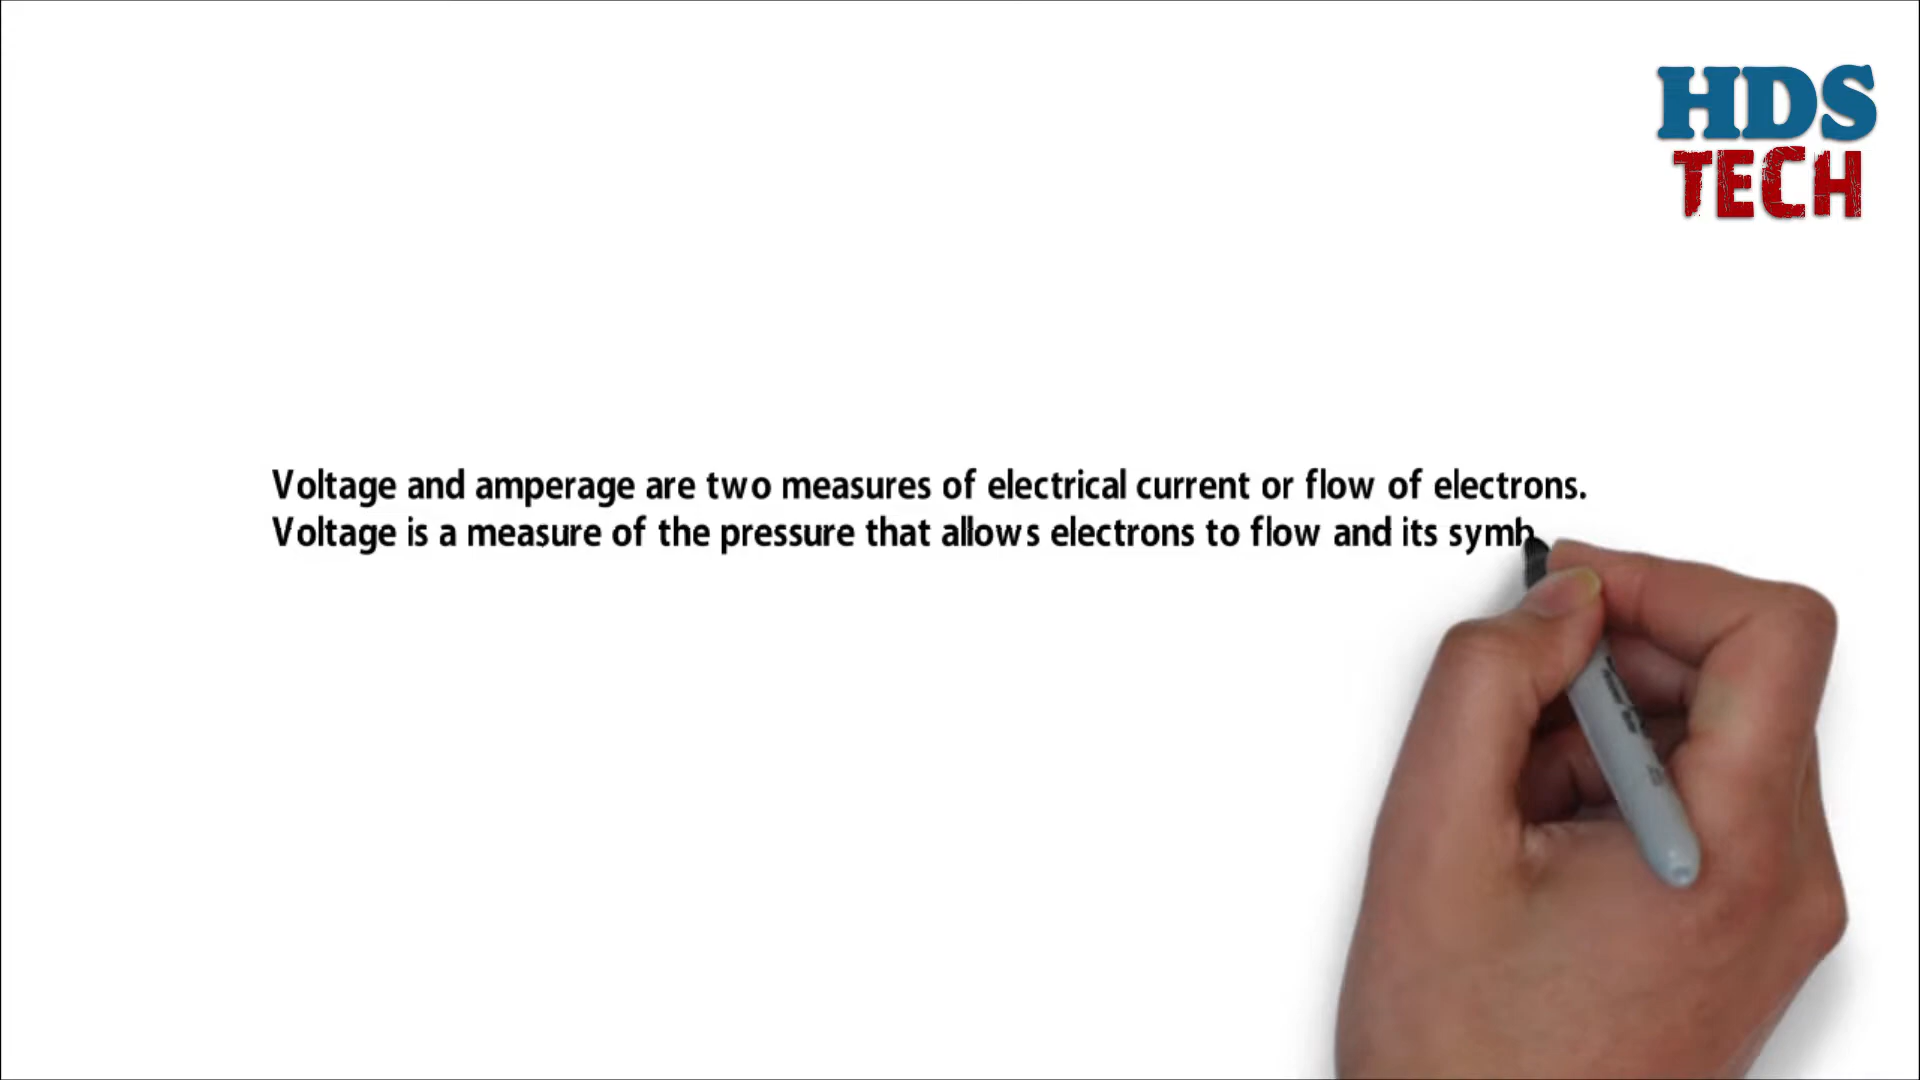 HDS
TECH
Voltage and amperage are two measures of electrical current or flow of electrons.
Voltage is a measure of the pressure that allows electrons to flow and its symb